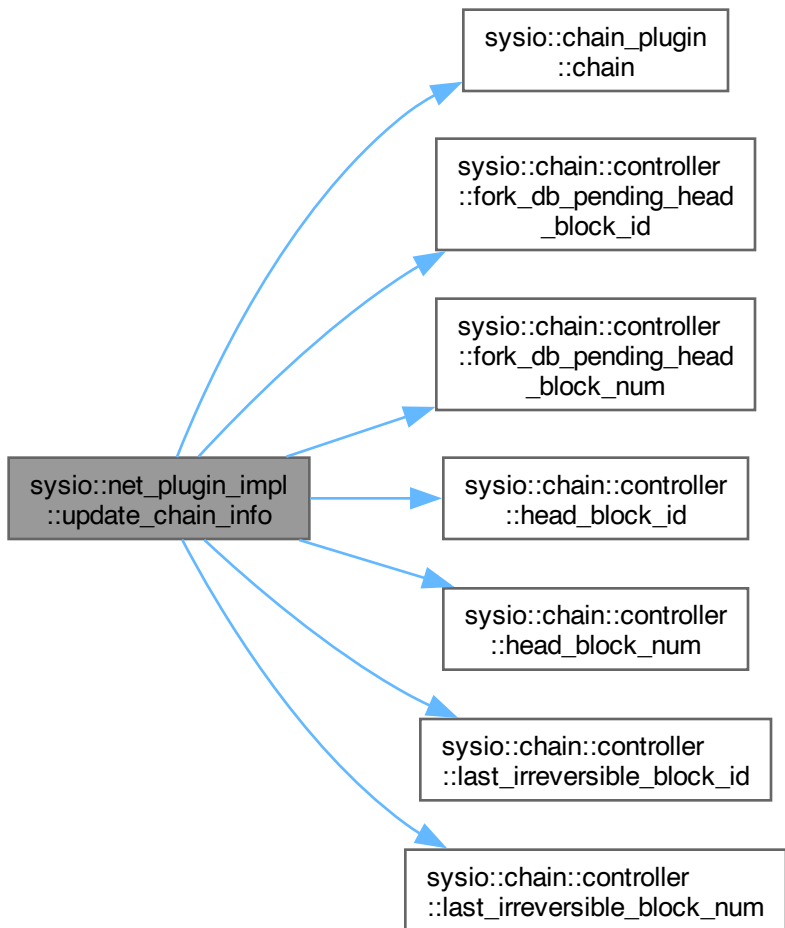 sysio::chain_plugin
::chain
sysio::chain::controller
::fork_db_pending_head
_block_id
sysio::chain::controller
::fork_db_pending_head
_block_num
sysio::net_plugin_impl
::update_chain_info
sysio::chain::controller
::head_block_id
sysio::chain::controller
::head_block_num
sysio::chain::controller
::last_irreversible_block_id
sysio::chain::controller
::last_irreversible_block_num